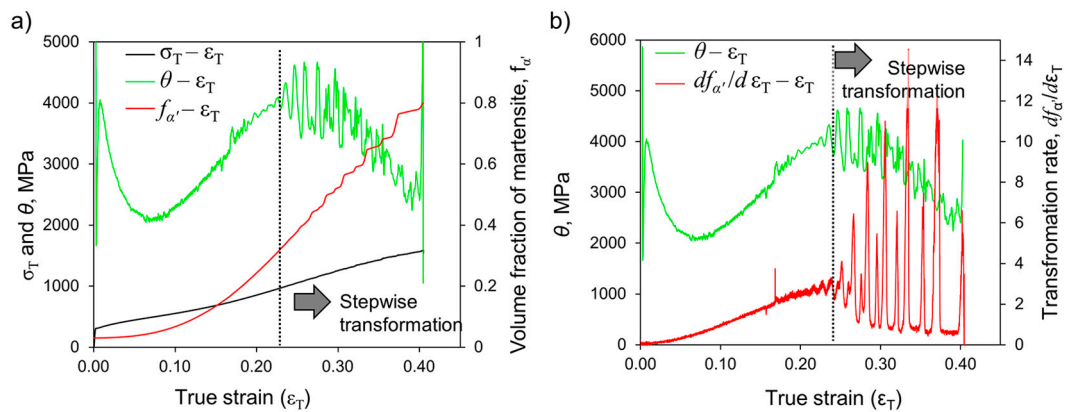 a)
5000
4000
3000
2000
1000
0
σT – εT
θ – εT
fα' – εT
Stepwise
transformation
1
0.8
0.6
0.4
0.2
0
0.00
0.10
0.20
0.30
0.40
True strain (εT)
σT and θ, MPa
Volume fraction of martensite, fα'
b)
6000
5000
4000
3000
2000
1000
0
θ – εT
dfα'/d εT – εT
Stepwise
transformation
14
12
10
8
6
4
2
0
0.00
0.10
0.20
0.30
0.40
True strain (εT)
θ, MPa
Transfromation rate, dfα'/dεT